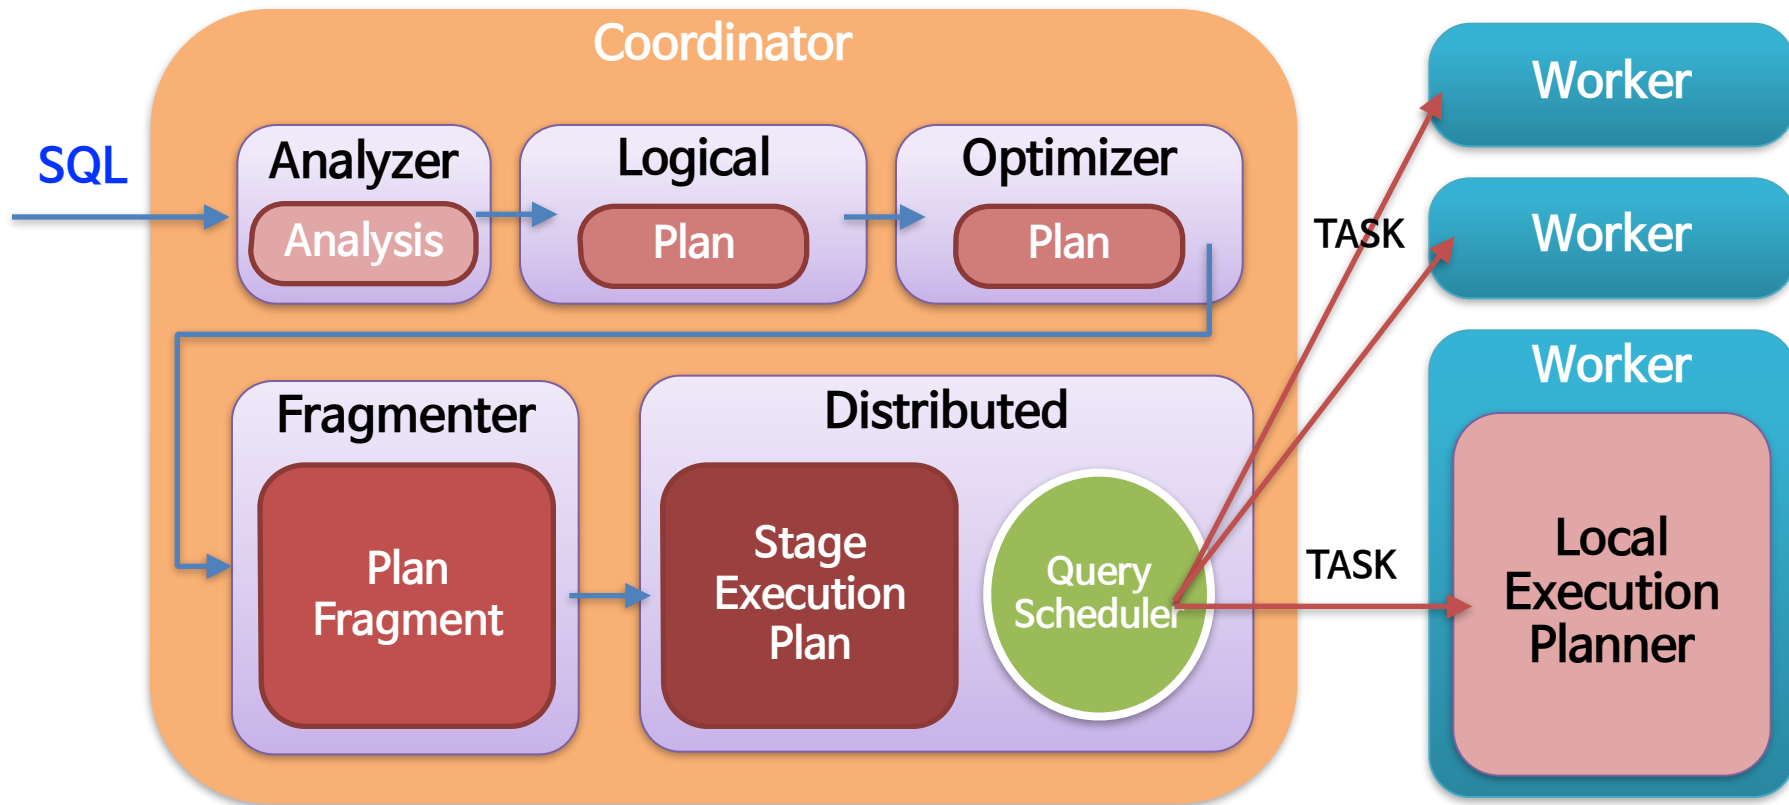 Coordinator
SQL
Analyzer
Analysis
Logical
Plan
Optimizer
Plan
Fragmenter
Plan
Fragment
Distributed
Stage
Execution
Plan
Query
Scheduler
TASK
TASK
Worker
Worker
Worker
Local
Execution
Planner